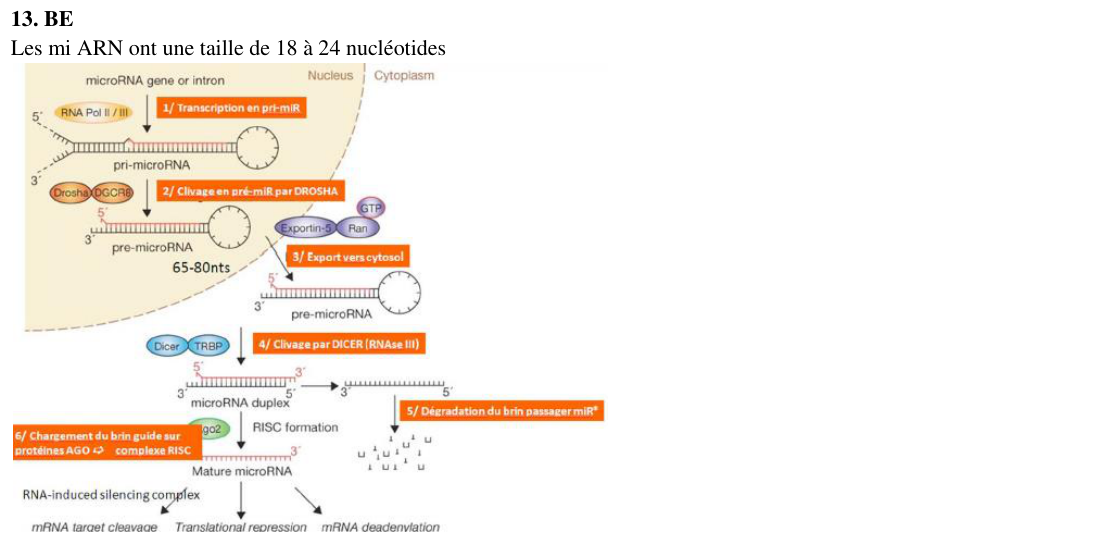 13. BE
Les mi ARN ont une taille de 18 à 24 nucléotides
Nucleus
Cytoplasm
microRNA gene or intron
RNA Pol II / III
1/ Transcription en pri-miR
5´
3´
pri-microRNA
Drosha
DGCR8
2/ Clivage en pré-miR par DROSHA
5´
3´
pre-microRNA
65-80nts
GTP
Exportin-5
Ran
3/ Export vers cytosol
5´
3´
pre-microRNA
Dicer
TRBP
4/ Clivage par DICER (RNAse III)
5´
3´
3´
5´
microRNA duplex
3´
5´
5/ Dégradation du brin passager miR*
go2
RISC formation
6/ Chargement du brin guide sur
protéines AGO ➪ complexe RISC
3´
Mature microRNA
RNA-induced silencing complex
mRNA target cleavage
Translational repression
mRNA deadenylation